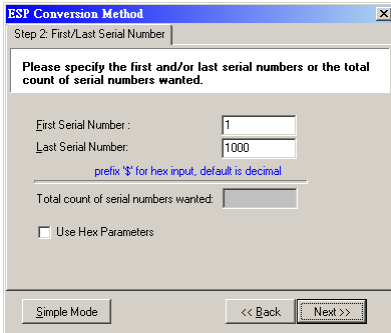 ESP Conversion Method
Step 2: First/Last Serial Number
Please specify the first and/or last serial numbers or the total
count of serial numbers wanted.
First Serial Number : 1
Last Serial Number: 1000
prefix '$' for hex input, default is decimal
Total count of serial numbers wanted:
Use Hex Parameters
Simple Mode << Back Next >>